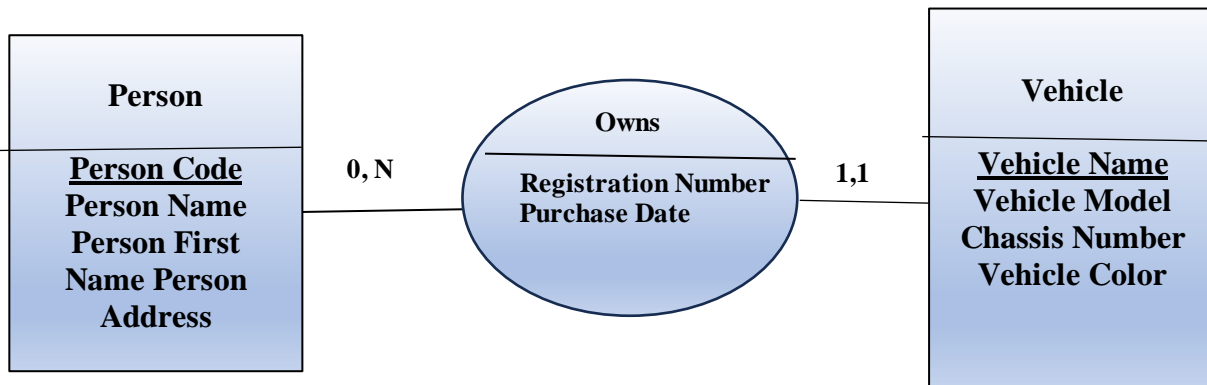 Person
Person Code
Person Name
Person First
Name Person
Address
0, N
Owns
Registration Number
Purchase Date
1,1
Vehicle
Vehicle Name
Vehicle Model
Chassis Number
Vehicle Color